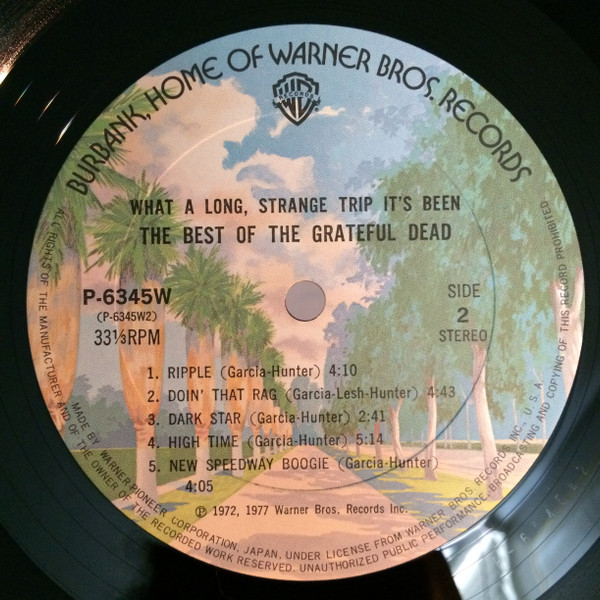 BURBANK, HOME OF WARNER BROS. RECORDS
RECORDS
WHAT A LONG, STRANGE TRIP IT'S BEEN
THE BEST OF THE GRATEFUL DEAD
P-6345W
(P-6345W2)
33⅓RPM
SIDE
2
STEREO
1. RIPPLE (Garcia-Hunter) 4:10
2. DOIN' THAT RAG (Garcia-Lesh-Hunter) 4:43
3. DARK STAR (Garcia-Hunter) 2:41
4. HIGH TIME (Garcia-Hunter) 5:14
5. NEW SPEEDWAY BOOGIE (Garcia-Hunter)
4:05
Ⓟ 1972, 1977 Warner Bros. Records Inc.
MADE BY WARNER-PIONEER CORPORATION, JAPAN, UNDER LICENSE FROM WARNER BROS. RECORDS INC., U.S.A.
ALL RIGHTS OF THE MANUFACTURER AND OF THE OWNER OF THE RECORDED WORK RESERVED. UNAUTHORIZED PUBLIC PERFORMANCE, BROADCASTING AND COPYING OF THIS RECORD PROHIBITED